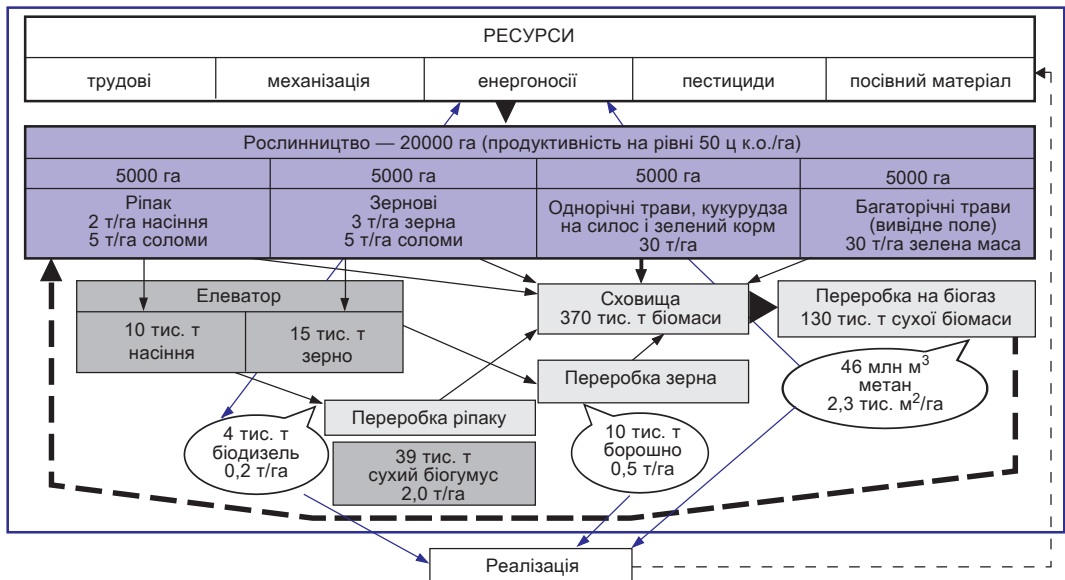 РЕСУРСИ
трудові
механізація
енергоносії
пестициди
посівний матеріал
Рослинництво — 20000 га (продуктивність на рівні 50 ц к.о./га)
5000 га
5000 га
5000 га
5000 га
Ріпак
2 т/га насіння
5 т/га соломи
Зернові
3 т/га зерна
5 т/га соломи
Однорічні трави, кукурудза
на силос і зелений корм
30 т/га
Багаторічні трави
(вивідне поле)
30 т/га зелена маса
Елеватор
10 тис. т
насіння
15 тис. т
зерно
Сховища
370 тис. т біомаси
Переробка на біогаз
130 тис. т сухої біомаси
46 млн м³
метан
2,3 тис. м²/га
Переробка зерна
Переробка ріпаку
4 тис. т
біодизель
0,2 т/га
39 тис. т
сухий біогумус
2,0 т/га
10 тис. т
борошно
0,5 т/га
Реалізація